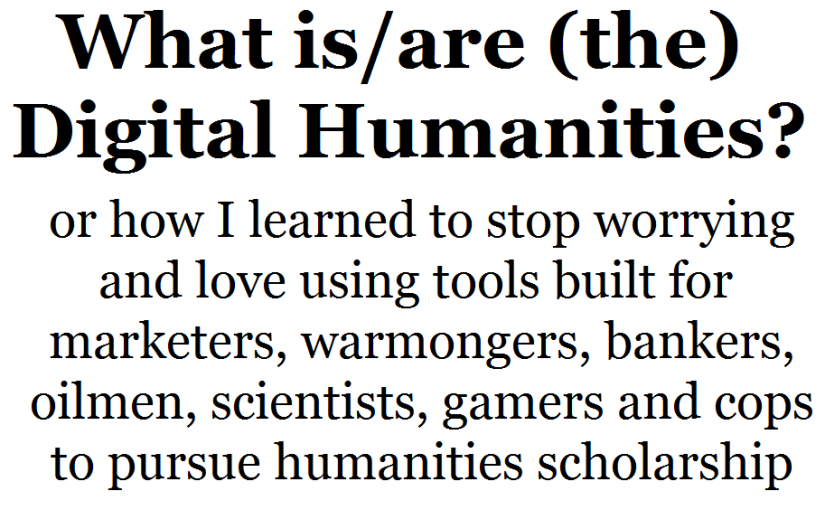 What is/are (the)
Digital Humanities?
or how I learned to stop worrying
and love using tools built for
marketers, warmongers, bankers,
oilmen, scientists, gamers and cops
to pursue humanities scholarship